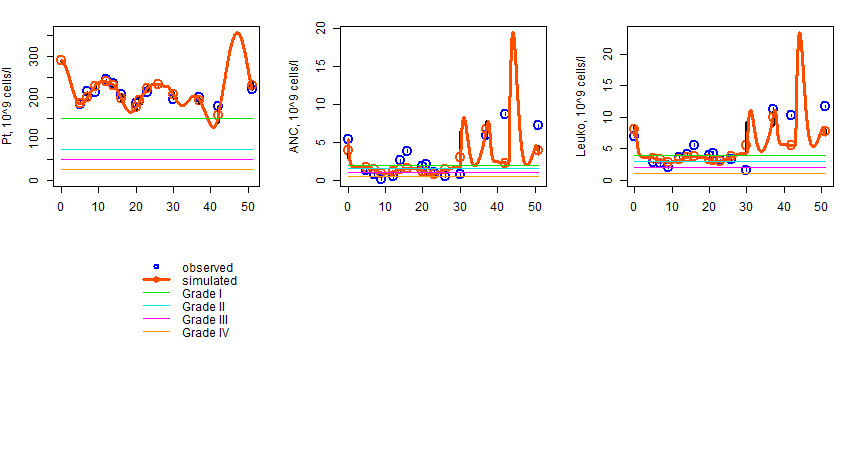 Pt, 10^9 cells/l
0 100 200 300
0 10 20 30 40 50
ANC, 10^9 cells/l
0 5 10 15 20
0 10 20 30 40 50
Leuko, 10^9 cells/l
0 5 10 15 20
0 10 20 30 40 50
observed
simulated
Grade I
Grade II
Grade III
Grade IV